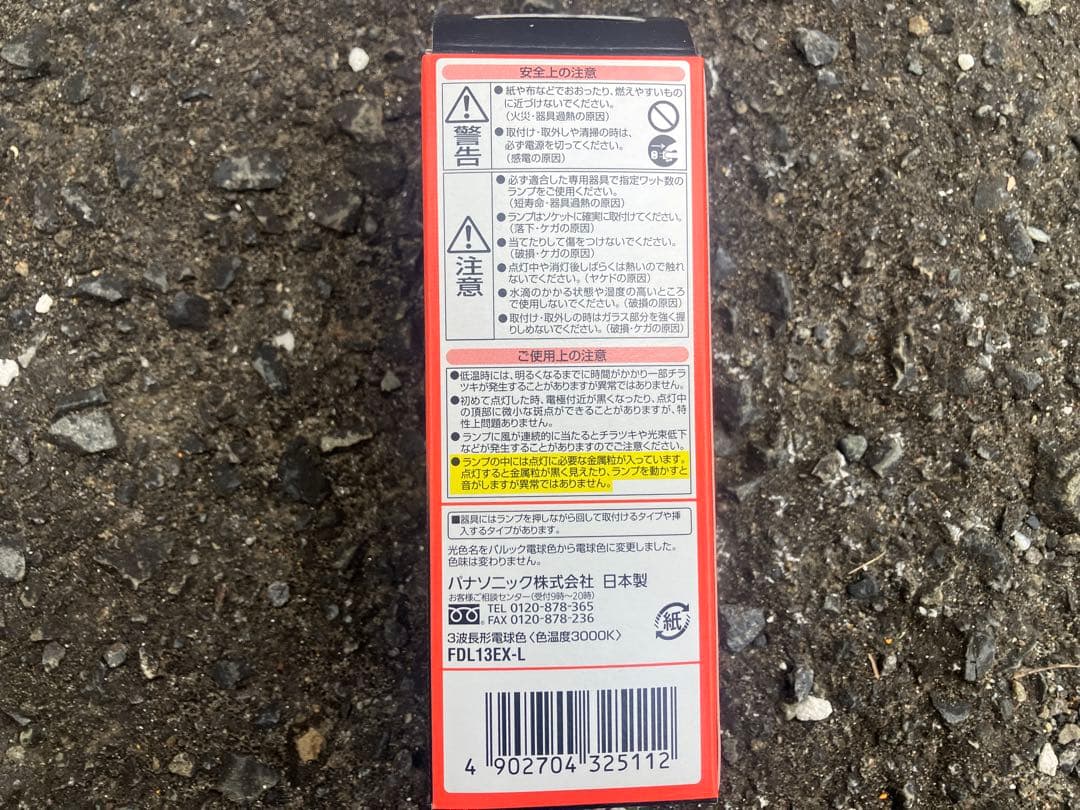 安全上の注意
警告
●紙や布などでおおったり、燃えやすいもの
に近づけないでください。
（火災・器具過熱の原因）
●取付け・取外しや清掃の時は、
必ず電源を切ってください。
（感電の原因）
注意
●必ず適合した専用器具で指定ワット数の
ランプをご使用ください。
（短寿命・器具過熱の原因）
●ランプはソケットに確実に取付けてください。
（落下・ケガの原因）
●当てたりして傷をつけないでください。
（破損・ケガの原因）
●点灯中や消灯後しばらくは熱いので触れ
ないでください。（ヤケドの原因）
●水滴のかかる状態や湿度の高いところ
で使用しないでください。（破損の原因）
●取付け・取外しの時はガラス部分を強く握
りしめないでください。（破損・ケガの原因）
ご使用上の注意
●低温時には、明るくなるまでに時間がかかり一部チラ
ツキが発生することがありますが異常ではありません。
●初めて点灯した時、電極付近が黒くなったり、点灯中
の頂部に微小な斑点ができることがありますが、特
性上問題ありません。
●ランプに風が連続的に当たるとチラツキや光束低下
などが発生することがありますのでご注意ください。
●ランプの中には点灯に必要な金属粒が入っています。
点灯すると金属粒が黒く見えたり、ランプを動かすと
音がしますが異常ではありません。
■器具にはランプを押しながら回して取付けるタイプや挿
入するタイプがあります。
光色名をパルック電球色から電球色に変更しました。
色味は変わりません。
パナソニック株式会社 日本製
お客様ご相談センター（受付9時〜20時）
TEL 0120-878-365
FAX 0120-878-236
紙
3波長形電球色〈色温度3000K〉
FDL13EX-L
4 902704 325112